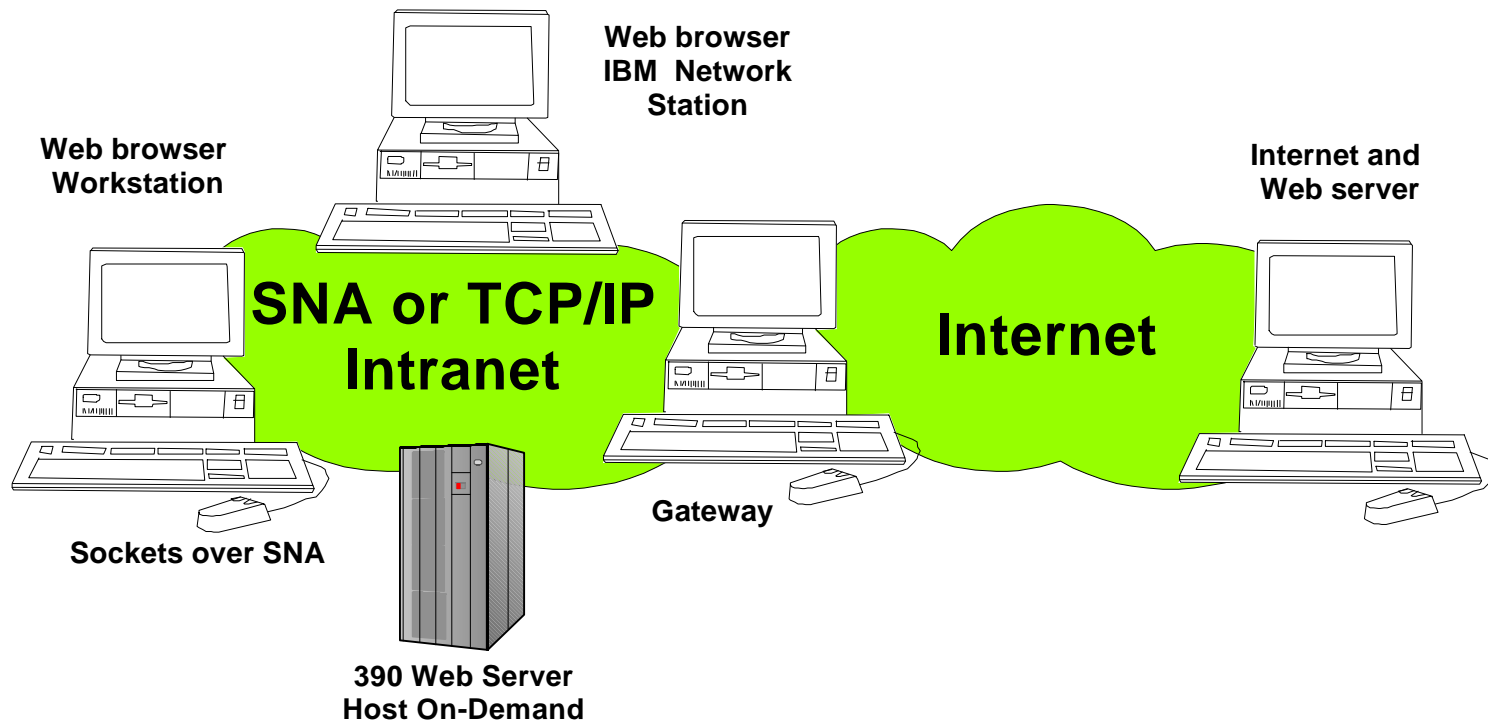 Web browser
IBM Network
Station
Web browser
Workstation
Internet and
Web server
SNA or TCP/IP
Intranet
Internet
Gateway
Sockets over SNA
390 Web Server
Host On-Demand